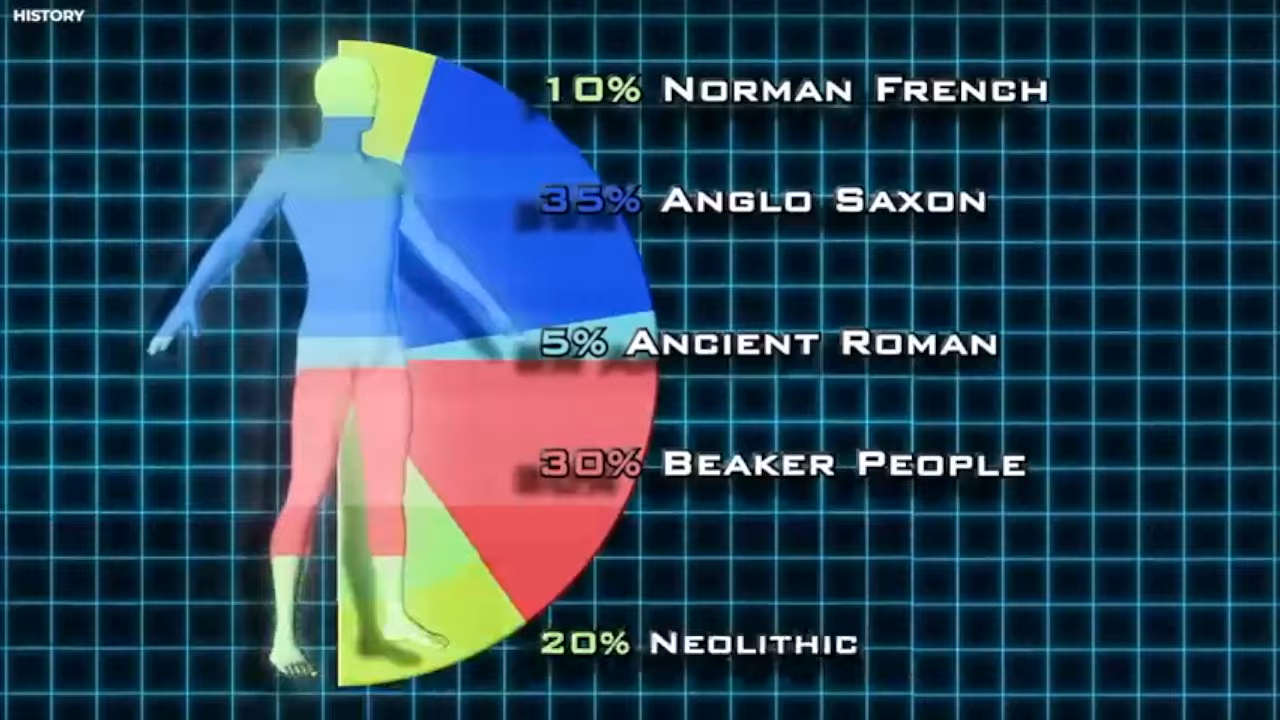 HISTORY
10% NORMAN FRENCH
35% ANGLO SAXON
5% ANCIENT ROMAN
30% BEAKER PEOPLE
20% NEOLITHIC